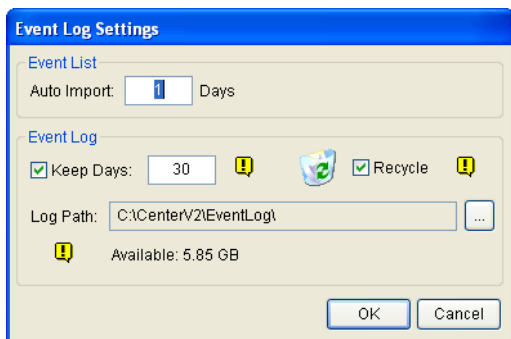 Event Log Settings
Event List
Auto Import: 1 Days
Event Log
Keep Days: 30 Recycle
Log Path: C:\CenterV2\EventLog\ ...
Available: 5.85 GB
OK Cancel